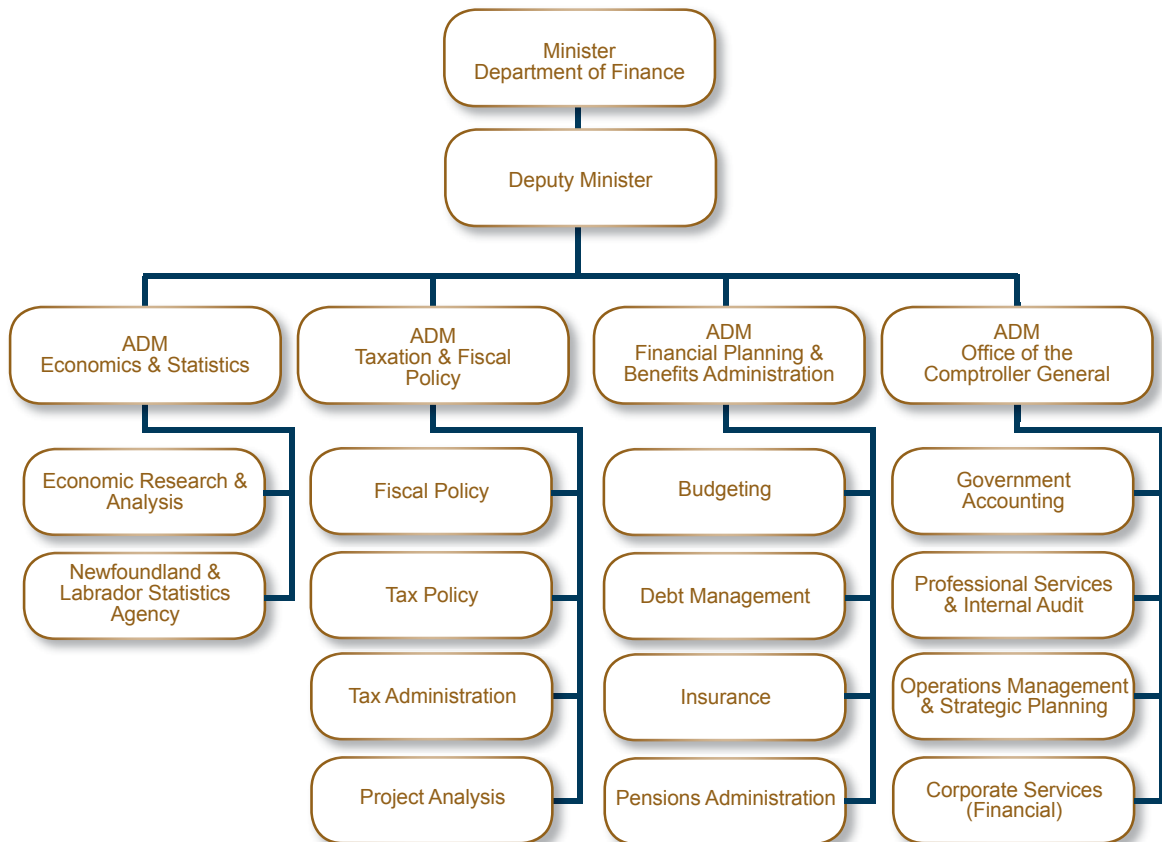 Minister
Department of Finance
Deputy Minister
ADM
Economics & Statistics
ADM
Taxation & Fiscal
Policy
ADM
Financial Planning &
Benefits Administration
ADM
Office of the
Comptroller General
Economic Research &
Analysis
Newfoundland &
Labrador Statistics
Agency
Fiscal Policy
Tax Policy
Tax Administration
Project Analysis
Budgeting
Debt Management
Insurance
Pensions Administration
Government
Accounting
Professional Services
& Internal Audit
Operations Management
& Strategic Planning
Corporate Services
(Financial)